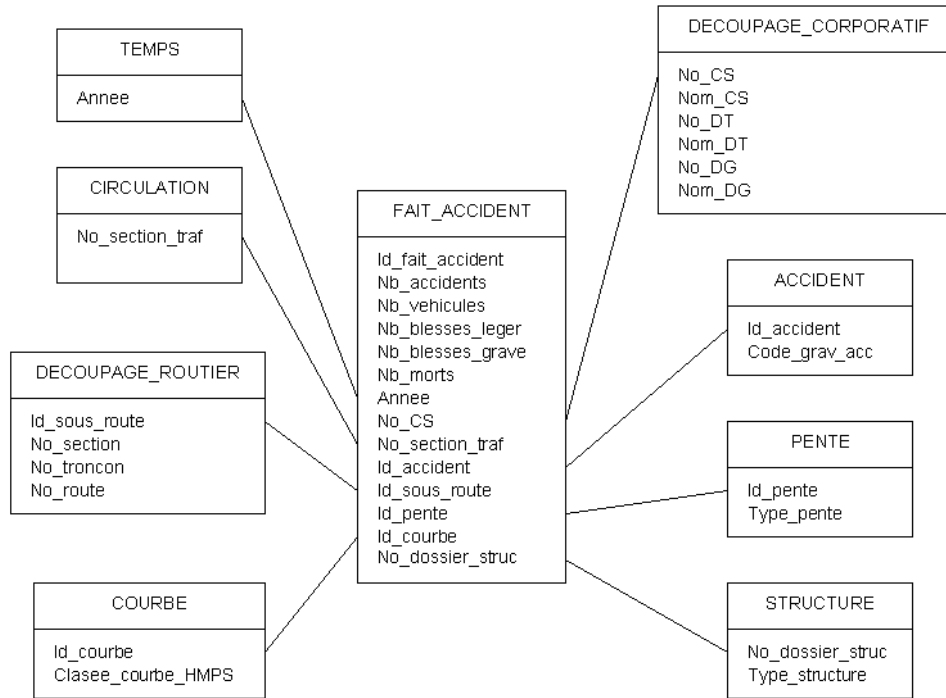 TEMPS
Annee
CIRCULATION
No_section_traf
DECOUPAGE_ROUTIER
Id_sous_route
No_section
No_troncon
No_route
COURBE
Id_courbe
Clasee_courbe_HMPS
FAIT_ACCIDENT
Id_fait_accident
Nb_accidents
Nb_vehicules
Nb_blesses_leger
Nb_blesses_grave
Nb_morts
Annee
No_CS
No_section_traf
Id_accident
Id_sous_route
Id_pente
Id_courbe
No_dossier_struc
DECOUPAGE_CORPORATIF
No_CS
Nom_CS
No_DT
Nom_DT
No_DG
Nom_DG
ACCIDENT
Id_accident
Code_grav_acc
PENTE
Id_pente
Type_pente
STRUCTURE
No_dossier_struc
Type_structure